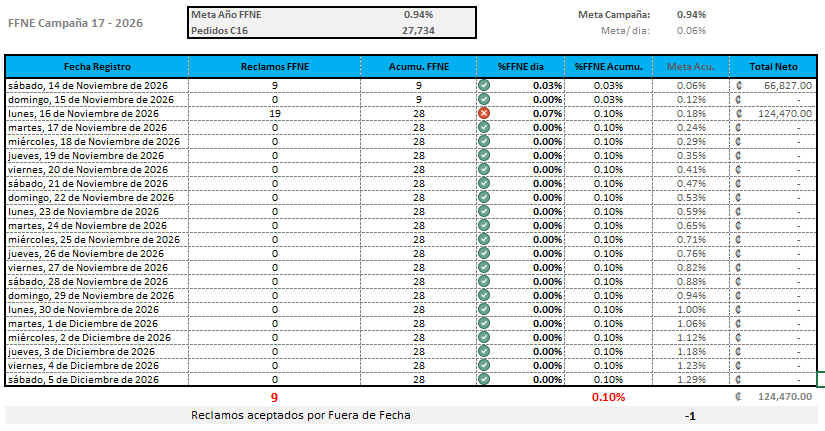 FFNE Campaña 17 - 2026
Meta Año FFNE 0.94%
Pedidos C16 27,734
Meta Campaña: 0.94%
Meta/ dia: 0.06%
Fecha Registro Reclamos FFNE Acumu. FFNE %FFNE dia %FFNE Acumu. Meta Acu. Total Neto
sábado, 14 de Noviembre de 2026 9 9 0.03% 0.03% 0.06% ₡ 66,827.00
domingo, 15 de Noviembre de 2026 0 9 0.00% 0.03% 0.12% ₡ -
lunes, 16 de Noviembre de 2026 19 28 0.07% 0.10% 0.18% ₡ 124,470.00
martes, 17 de Noviembre de 2026 0 28 0.00% 0.10% 0.24% ₡ -
miércoles, 18 de Noviembre de 2026 0 28 0.00% 0.10% 0.29% ₡ -
jueves, 19 de Noviembre de 2026 0 28 0.00% 0.10% 0.35% ₡ -
viernes, 20 de Noviembre de 2026 0 28 0.00% 0.10% 0.41% ₡ -
sábado, 21 de Noviembre de 2026 0 28 0.00% 0.10% 0.47% ₡ -
domingo, 22 de Noviembre de 2026 0 28 0.00% 0.10% 0.53% ₡ -
lunes, 23 de Noviembre de 2026 0 28 0.00% 0.10% 0.59% ₡ -
martes, 24 de Noviembre de 2026 0 28 0.00% 0.10% 0.65% ₡ -
miércoles, 25 de Noviembre de 2026 0 28 0.00% 0.10% 0.71% ₡ -
jueves, 26 de Noviembre de 2026 0 28 0.00% 0.10% 0.76% ₡ -
viernes, 27 de Noviembre de 2026 0 28 0.00% 0.10% 0.82% ₡ -
sábado, 28 de Noviembre de 2026 0 28 0.00% 0.10% 0.88% ₡ -
domingo, 29 de Noviembre de 2026 0 28 0.00% 0.10% 0.94% ₡ -
lunes, 30 de Noviembre de 2026 0 28 0.00% 0.10% 1.00% ₡ -
martes, 1 de Diciembre de 2026 0 28 0.00% 0.10% 1.06% ₡ -
miércoles, 2 de Diciembre de 2026 0 28 0.00% 0.10% 1.12% ₡ -
jueves, 3 de Diciembre de 2026 0 28 0.00% 0.10% 1.18% ₡ -
viernes, 4 de Diciembre de 2026 0 28 0.00% 0.10% 1.23% ₡ -
sábado, 5 de Diciembre de 2026 0 28 0.00% 0.10% 1.29% ₡ -
9 0.10% ₡ 124,470.00
Reclamos aceptados por Fuera de Fecha -1